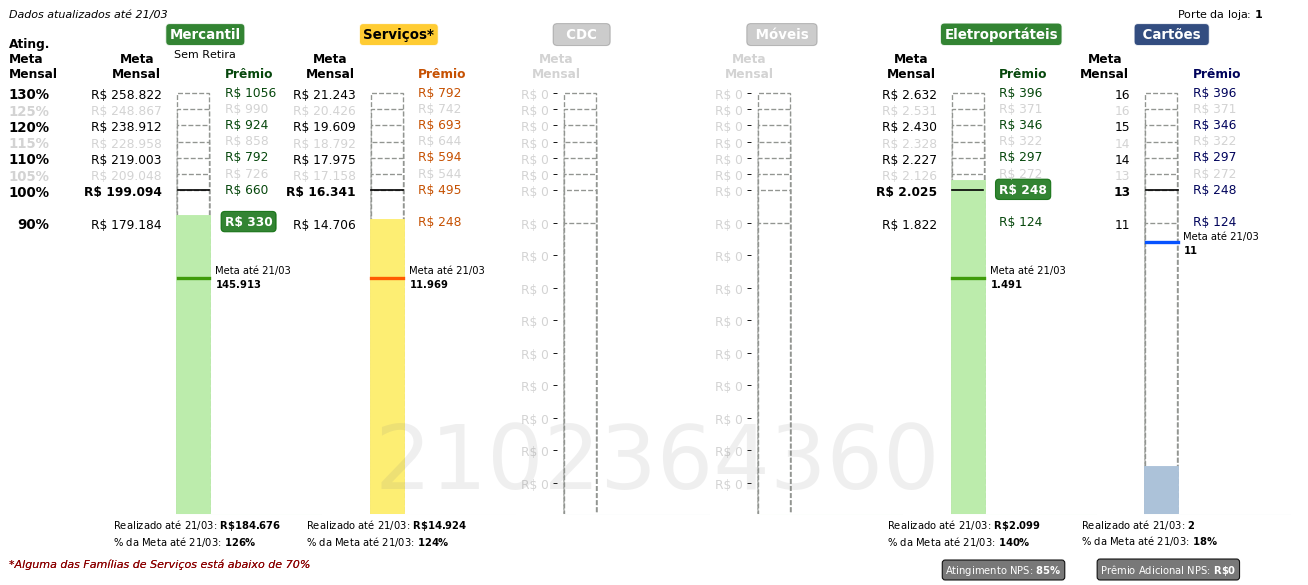 Dados atualizados até 21/03
Porte da loja: 1
Mercantil Serviços* CDC Móveis Eletroportáteis Cartões
Ating. Meta Mensal
Meta Mensal Sem Retira Prêmio Meta Mensal Prêmio Meta Mensal Meta Mensal Meta Mensal Prêmio Meta Mensal Prêmio
130% R$ 258.822 R$ 1056 R$ 21.243 R$ 792 R$ 0 R$ 0 R$ 2.632 R$ 396 16 R$ 396
125% R$ 248.867 R$ 990 R$ 20.426 R$ 742 R$ 0 R$ 0 R$ 2.531 R$ 371 16 R$ 371
120% R$ 238.912 R$ 924 R$ 19.609 R$ 693 R$ 0 R$ 0 R$ 2.430 R$ 346 15 R$ 346
115% R$ 228.958 R$ 858 R$ 18.792 R$ 644 R$ 0 R$ 0 R$ 2.328 R$ 322 14 R$ 322
110% R$ 219.003 R$ 792 R$ 17.975 R$ 594 R$ 0 R$ 0 R$ 2.227 R$ 297 14 R$ 297
105% R$ 209.048 R$ 726 R$ 17.158 R$ 544 R$ 0 R$ 0 R$ 2.126 R$ 272 13 R$ 272
100% R$ 199.094 R$ 660 R$ 16.341 R$ 495 R$ 0 R$ 0 R$ 2.025 R$ 248 13 R$ 248
90% R$ 179.184 R$ 330 R$ 14.706 R$ 248 R$ 0 R$ 0 R$ 1.822 R$ 124 11 R$ 124
Meta até 21/03
11
R$ 0 R$ 0
Meta até 21/03 Meta até 21/03 Meta até 21/03
145.913 11.969 1.491
R$ 0 R$ 0
R$ 0 R$ 0
R$ 0 R$ 0
R$ 0 R$ 0
R$ 0 R$ 0
R$ 0 R$ 0
R$ 0 R$ 0
2102364360
Realizado até 21/03: R$184.676 Realizado até 21/03: R$14.924 Realizado até 21/03: R$2.099 Realizado até 21/03: 2
% da Meta até 21/03: 126% % da Meta até 21/03: 124% % da Meta até 21/03: 140% % da Meta até 21/03: 18%
*Alguma das Famílias de Serviços está abaixo de 70%
Atingimento NPS: 85% Prêmio Adicional NPS: R$0